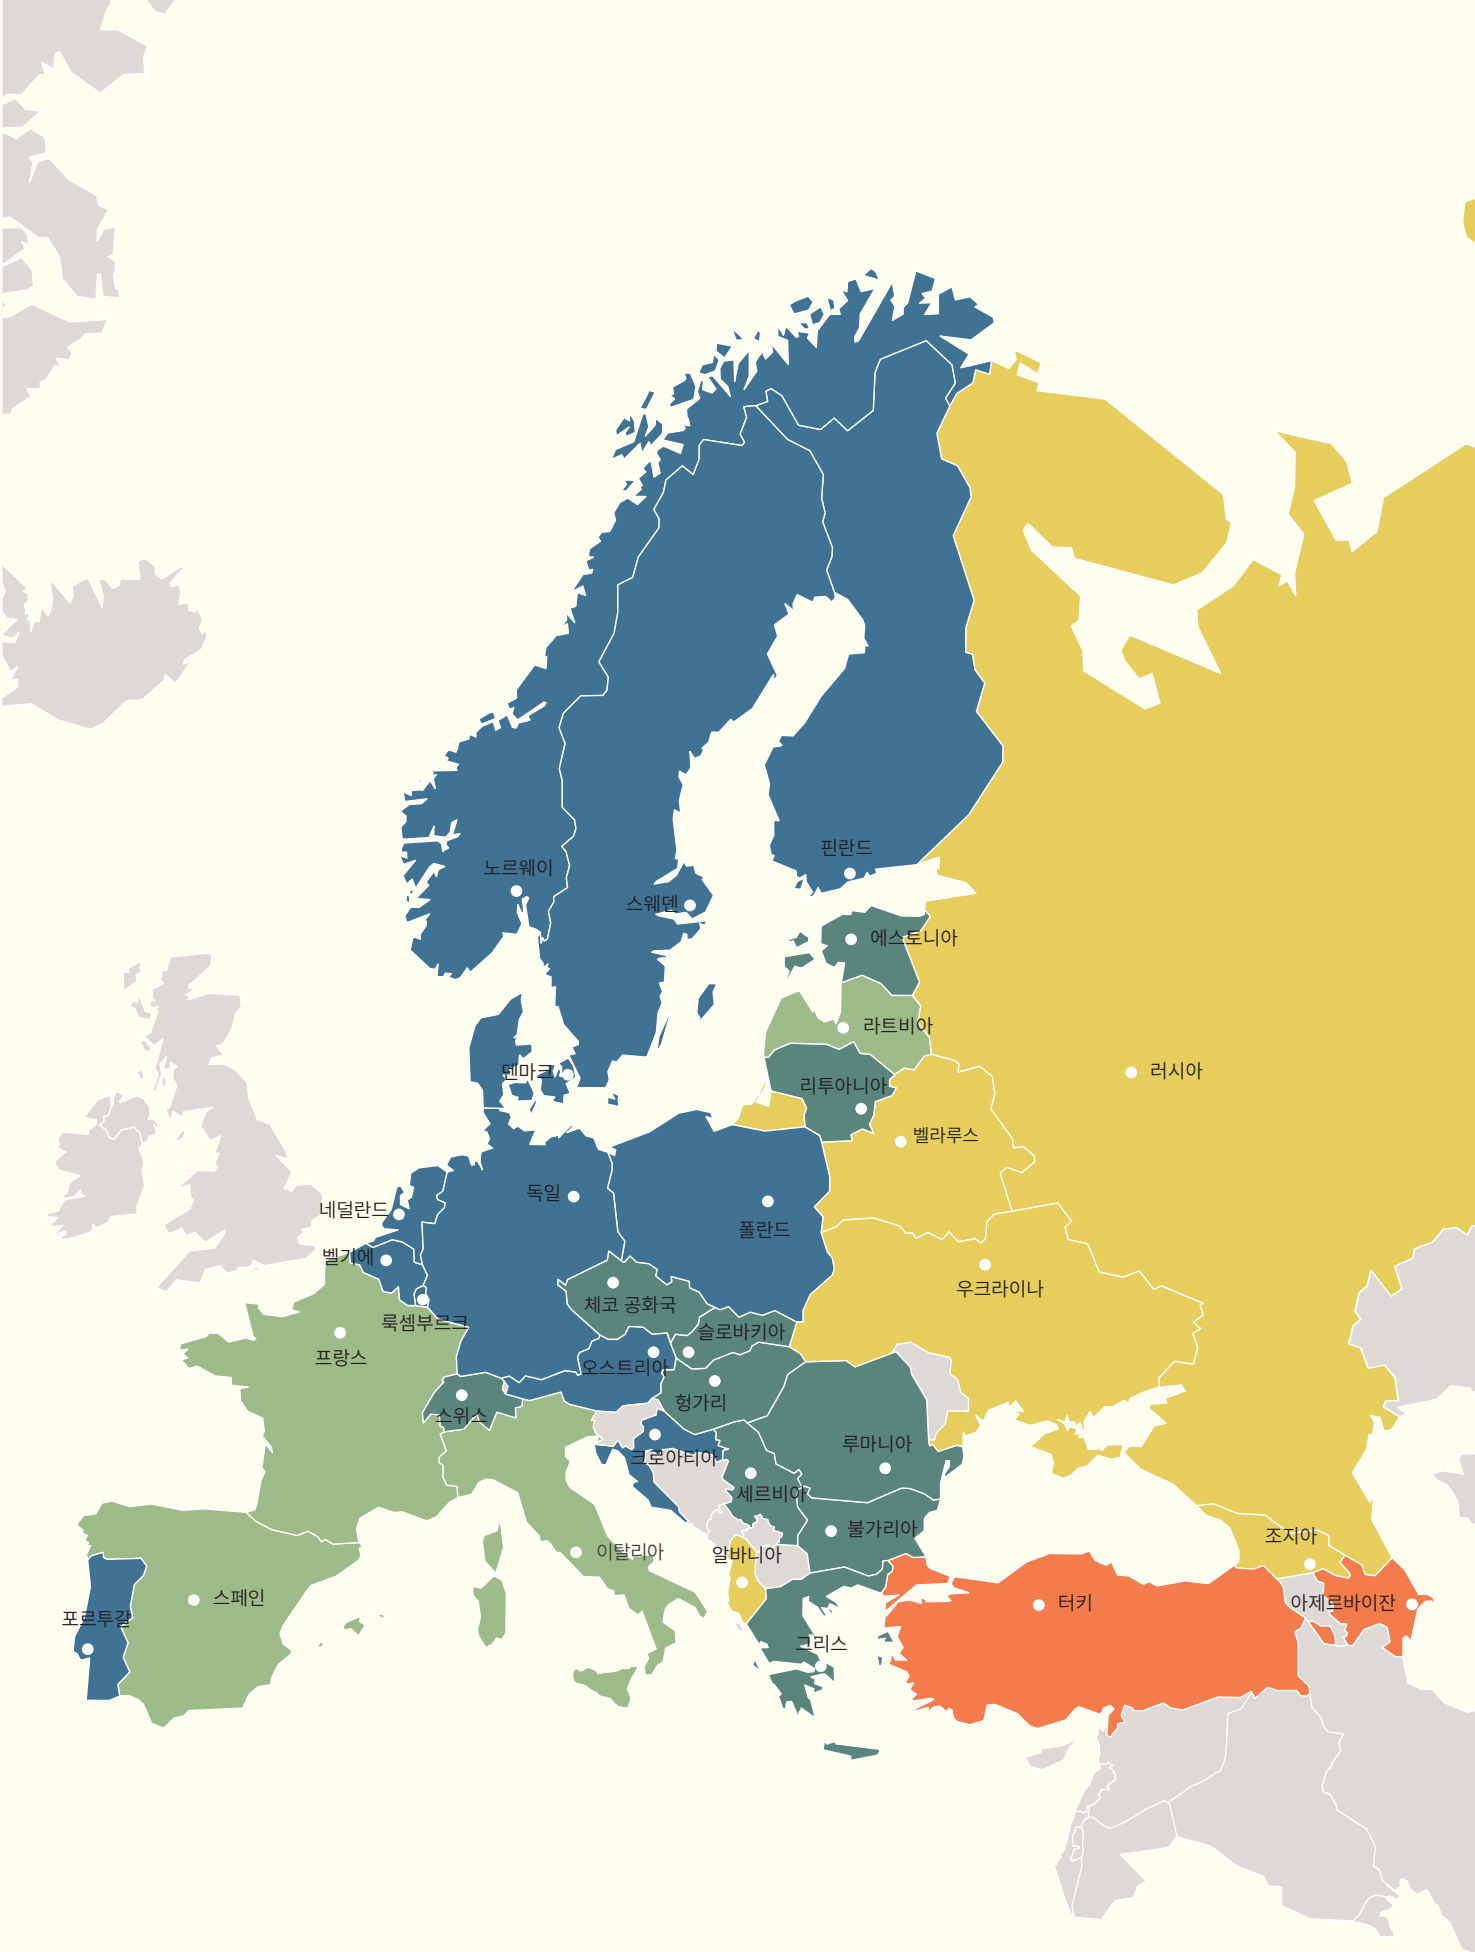 핀란드
노르웨이
스웨덴
에스토니아
라트비아
덴마크
러시아
리투아니아
벨라루스
독일
네덜란드
폴란드
벨기에
우크라이나
체코 공화국
룩셈부르크
슬로바키아
프랑스
오스트리아
헝가리
스위스
루마니아
크로아티아
세르비아
불가리아
조지아
이탈리아
알바니아
스페인
터키
아제르바이잔
포르투갈
그리스